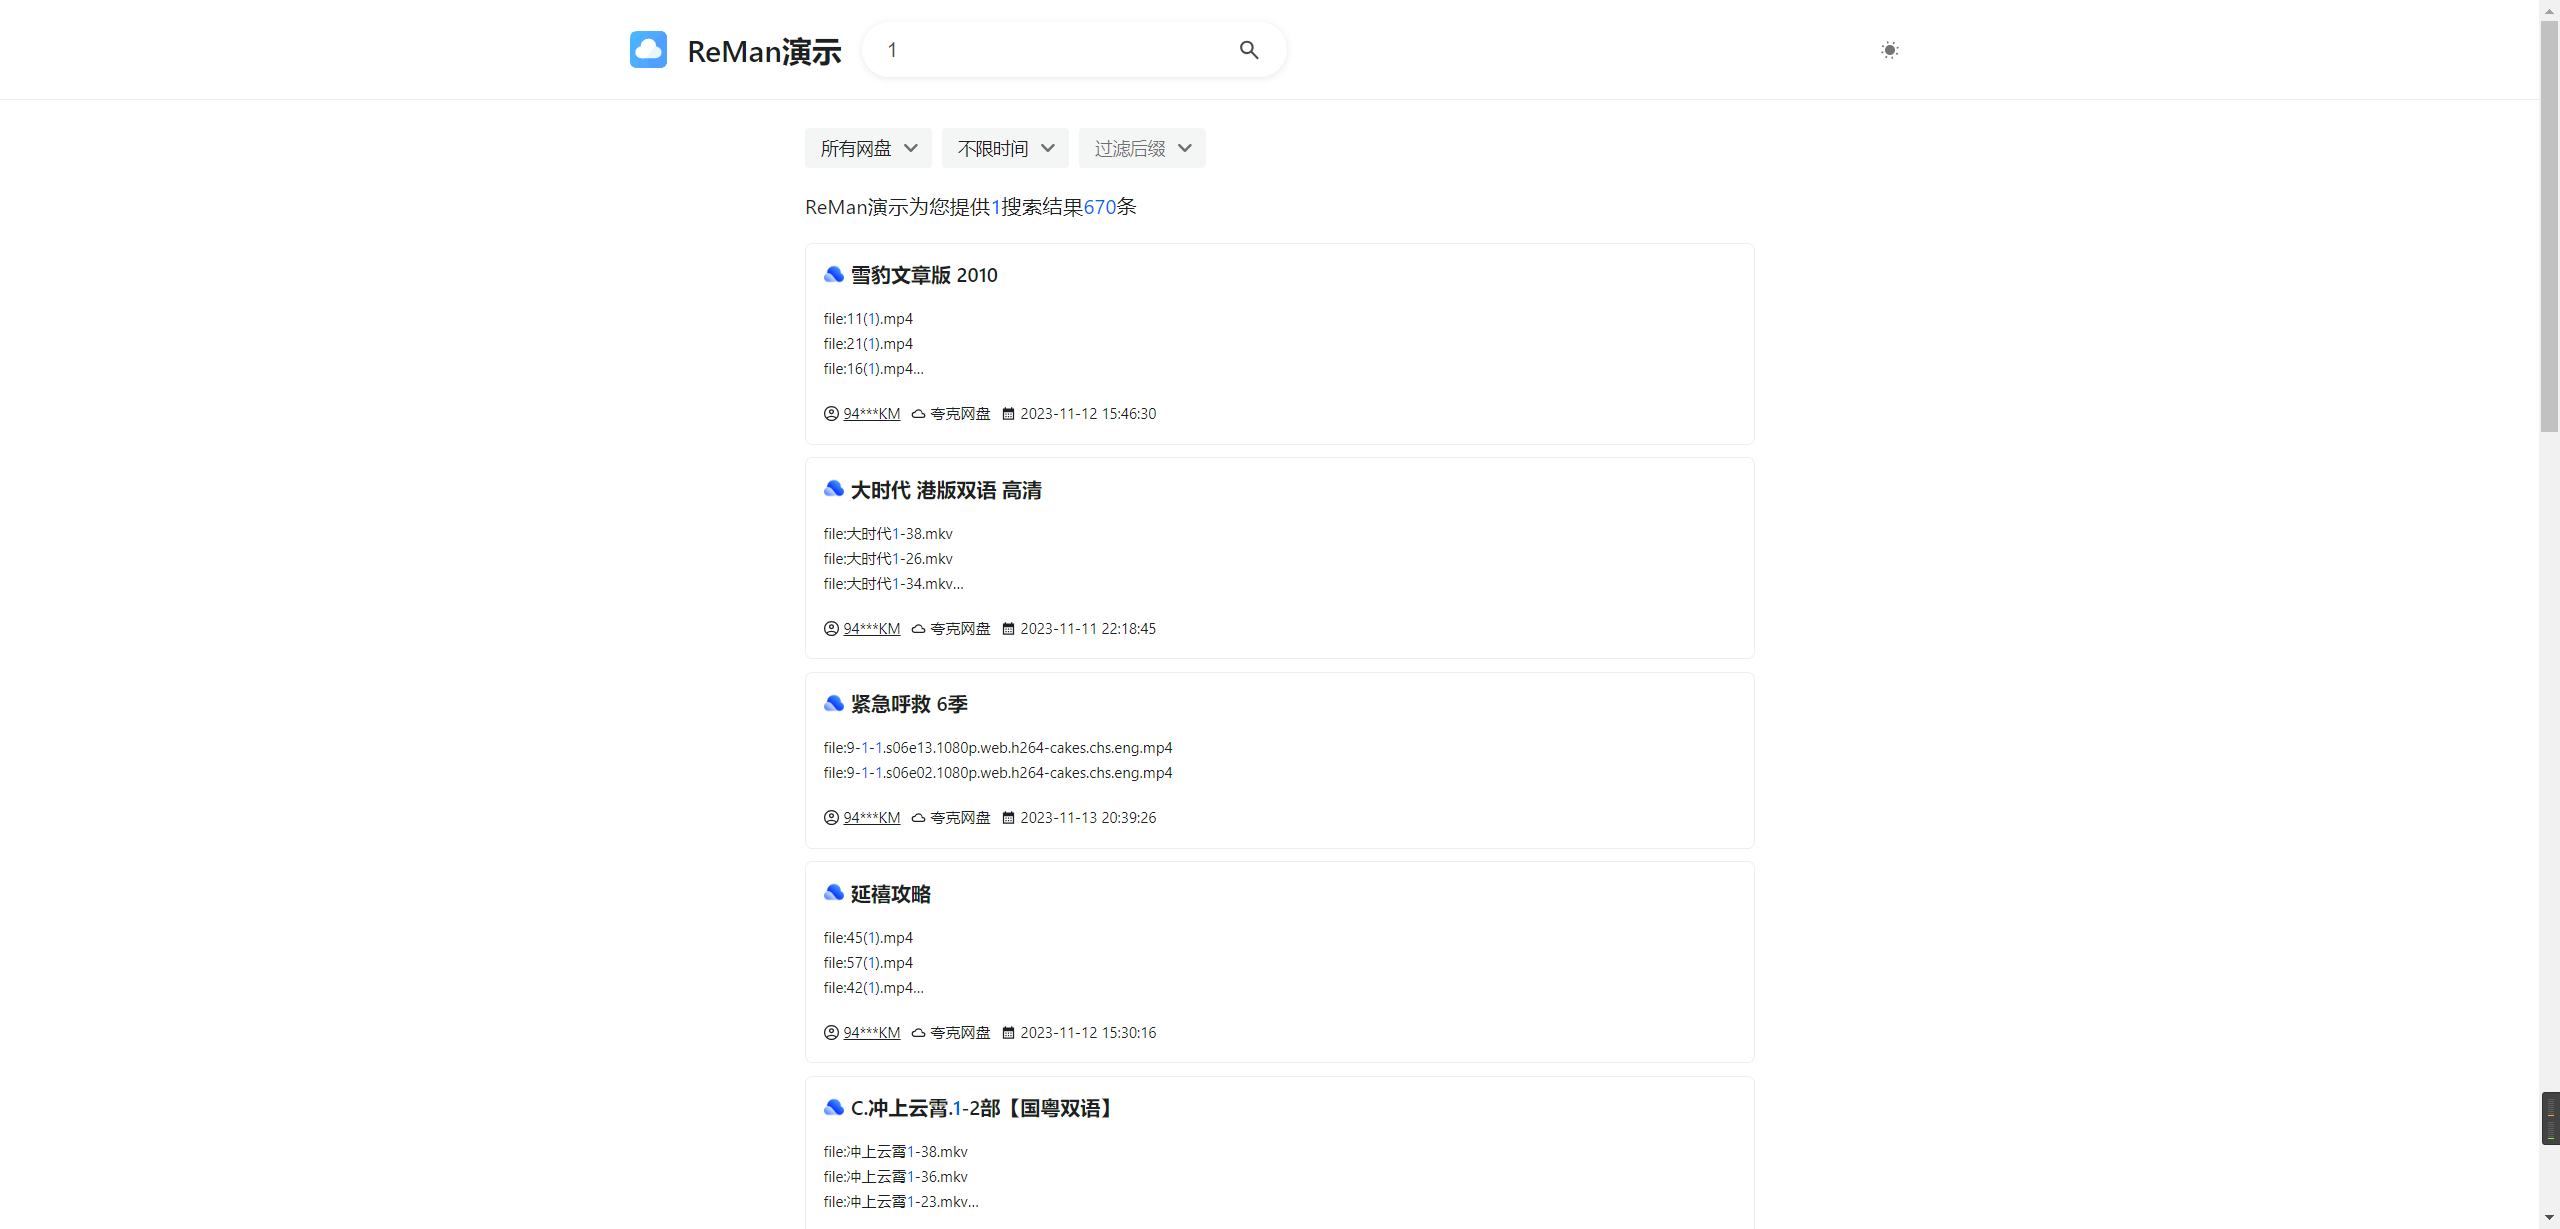 ReMan演示
1
所有网盘
不限时间
过滤后缀
ReMan演示为您提供1搜索结果670条
雪豹文章版 2010
file:11(1).mp4
file:21(1).mp4
file:16(1).mp4...
94***KM 夸克网盘 2023-11-12 15:46:30
大时代 港版双语 高清
file:大时代1-38.mkv
file:大时代1-26.mkv
file:大时代1-34.mkv...
94***KM 夸克网盘 2023-11-11 22:18:45
紧急呼救 6季
file:9-1-1.s06e13.1080p.web.h264-cakes.chs.eng.mp4
file:9-1-1.s06e02.1080p.web.h264-cakes.chs.eng.mp4
94***KM 夸克网盘 2023-11-13 20:39:26
延禧攻略
file:45(1).mp4
file:57(1).mp4
file:42(1).mp4...
94***KM 夸克网盘 2023-11-12 15:30:16
C.冲上云霄.1-2部【国粤双语】
file:冲上云霄1-38.mkv
file:冲上云霄1-36.mkv
file:冲上云霄1-23.mkv...